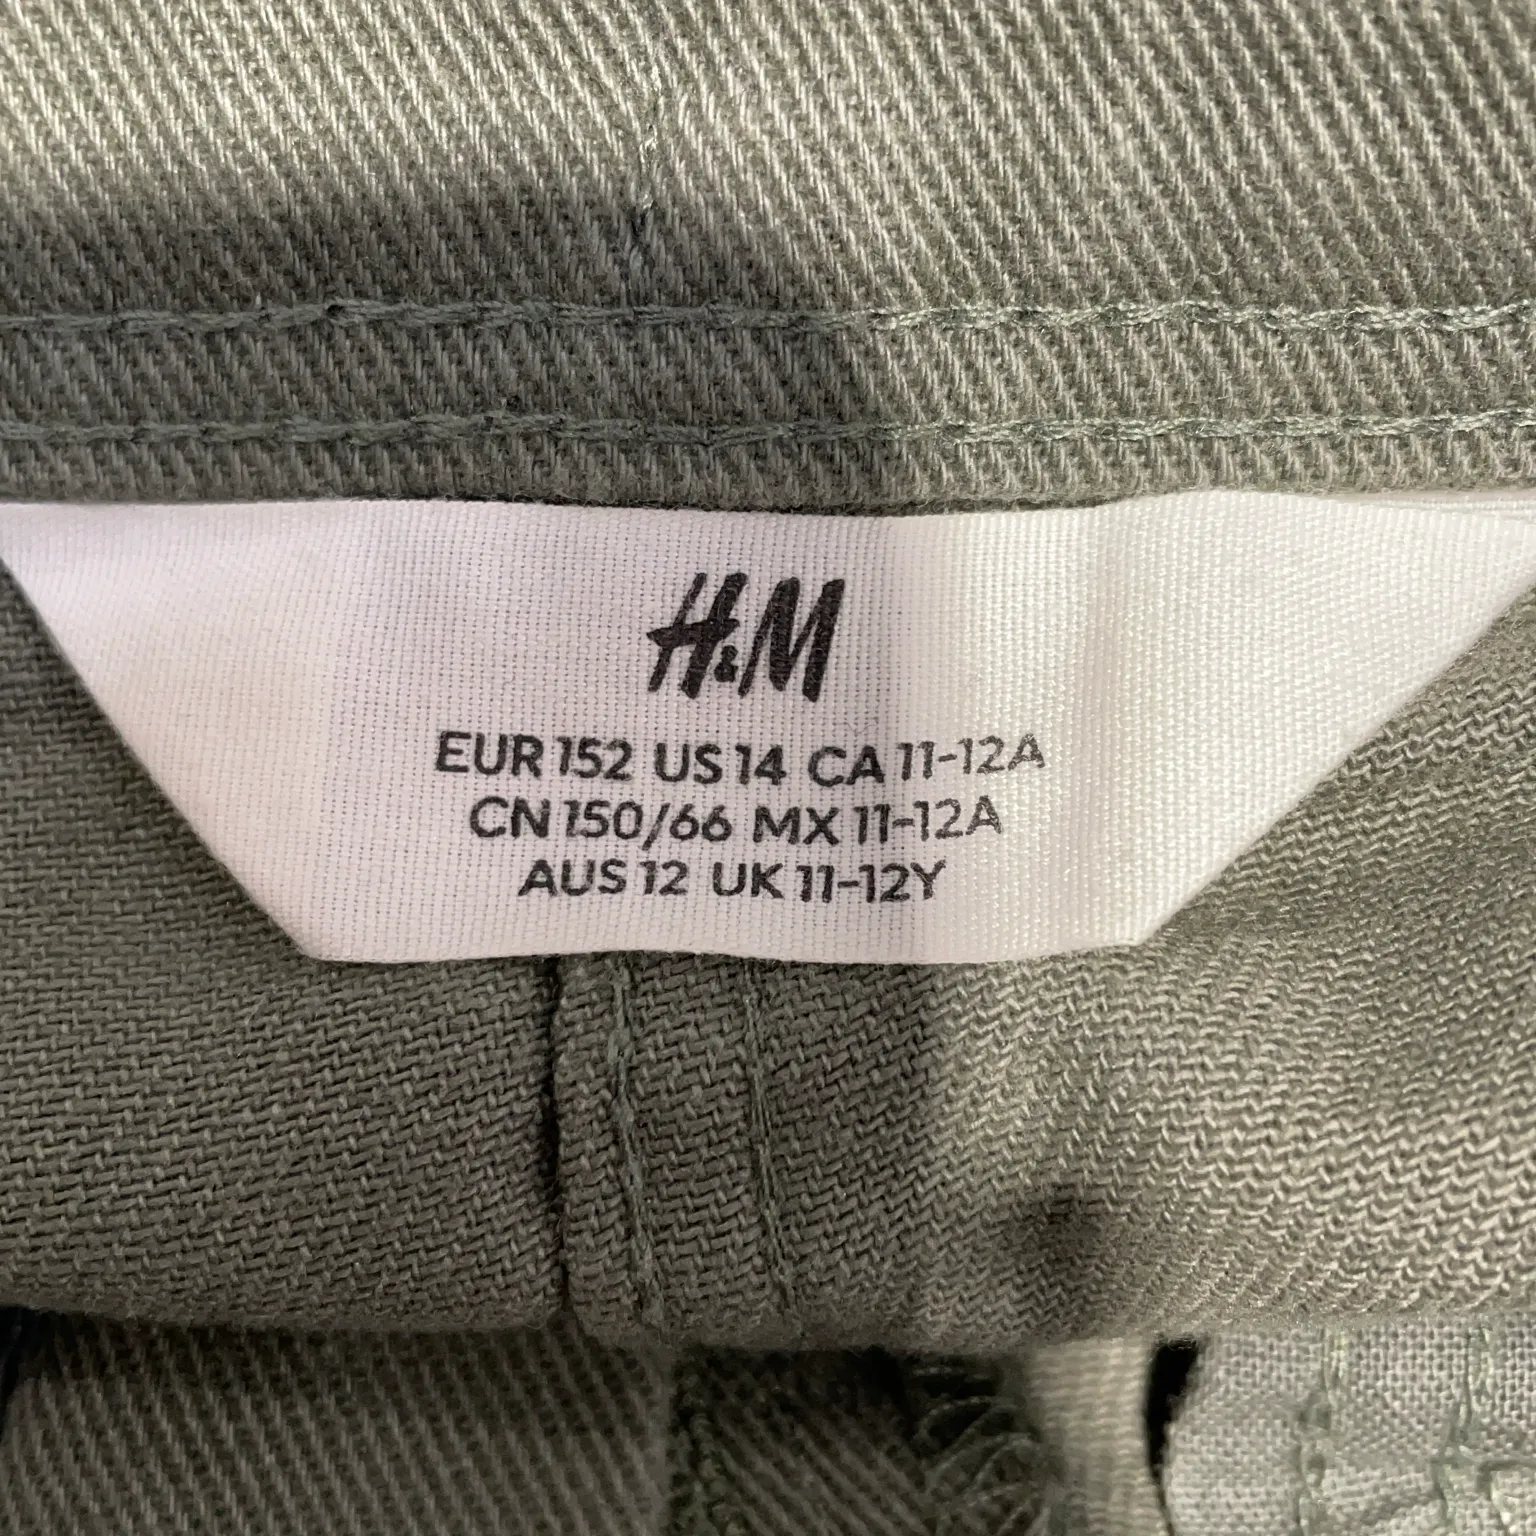 H&M
EUR 152 US 14 CA 11-12A
CN 150/66 MX 11-12A
AUS 12 UK 11-12Y